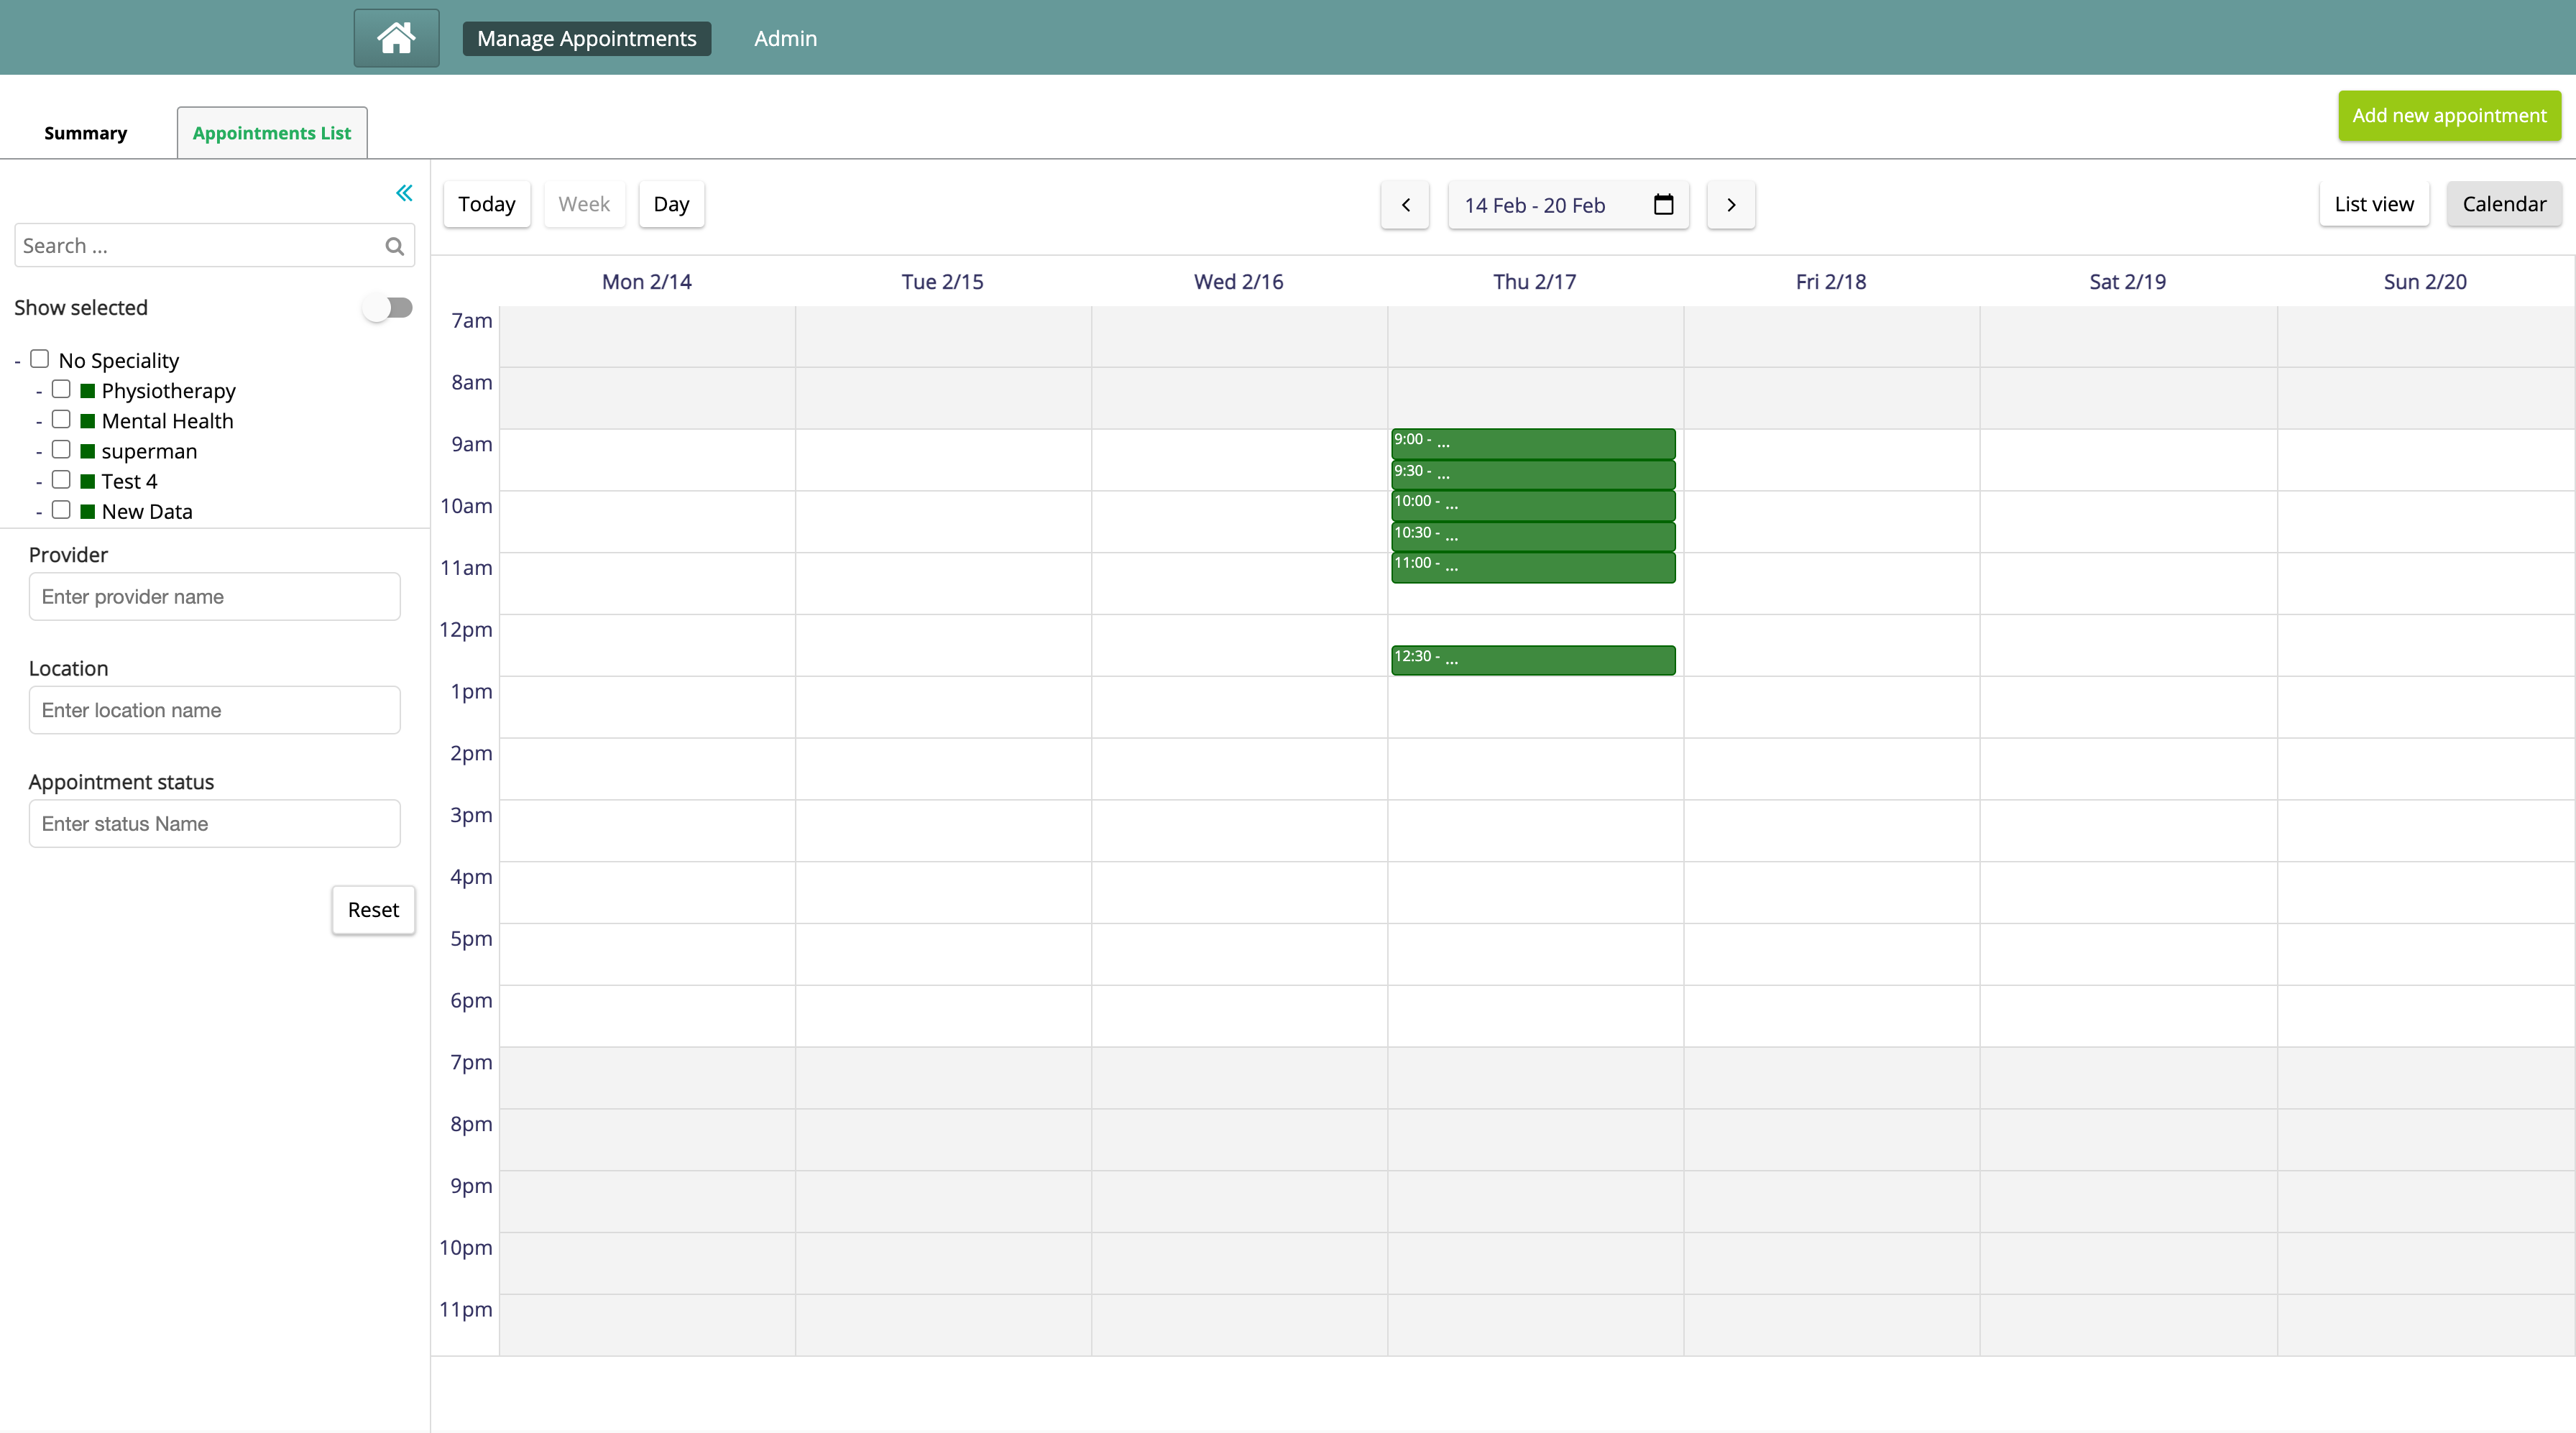 Manage Appointments
Admin
Summary
Appointments List
Add new appointment
Today
Week
Day
14 Feb - 20 Feb
List view
Calendar
Search ...
Show selected
- No Speciality
- Physiotherapy
- Mental Health
- superman
- Test 4
- New Data
Provider
Enter provider name
Location
Enter location name
Appointment status
Enter status Name
Reset
Mon 2/14
Tue 2/15
Wed 2/16
Thu 2/17
Fri 2/18
Sat 2/19
Sun 2/20
7am
8am
9am
10am
11am
12pm
1pm
2pm
3pm
4pm
5pm
6pm
7pm
8pm
9pm
10pm
11pm
9:00 - ...
9:30 - ...
10:00 - ...
10:30 - ...
11:00 - ...
12:30 - ...